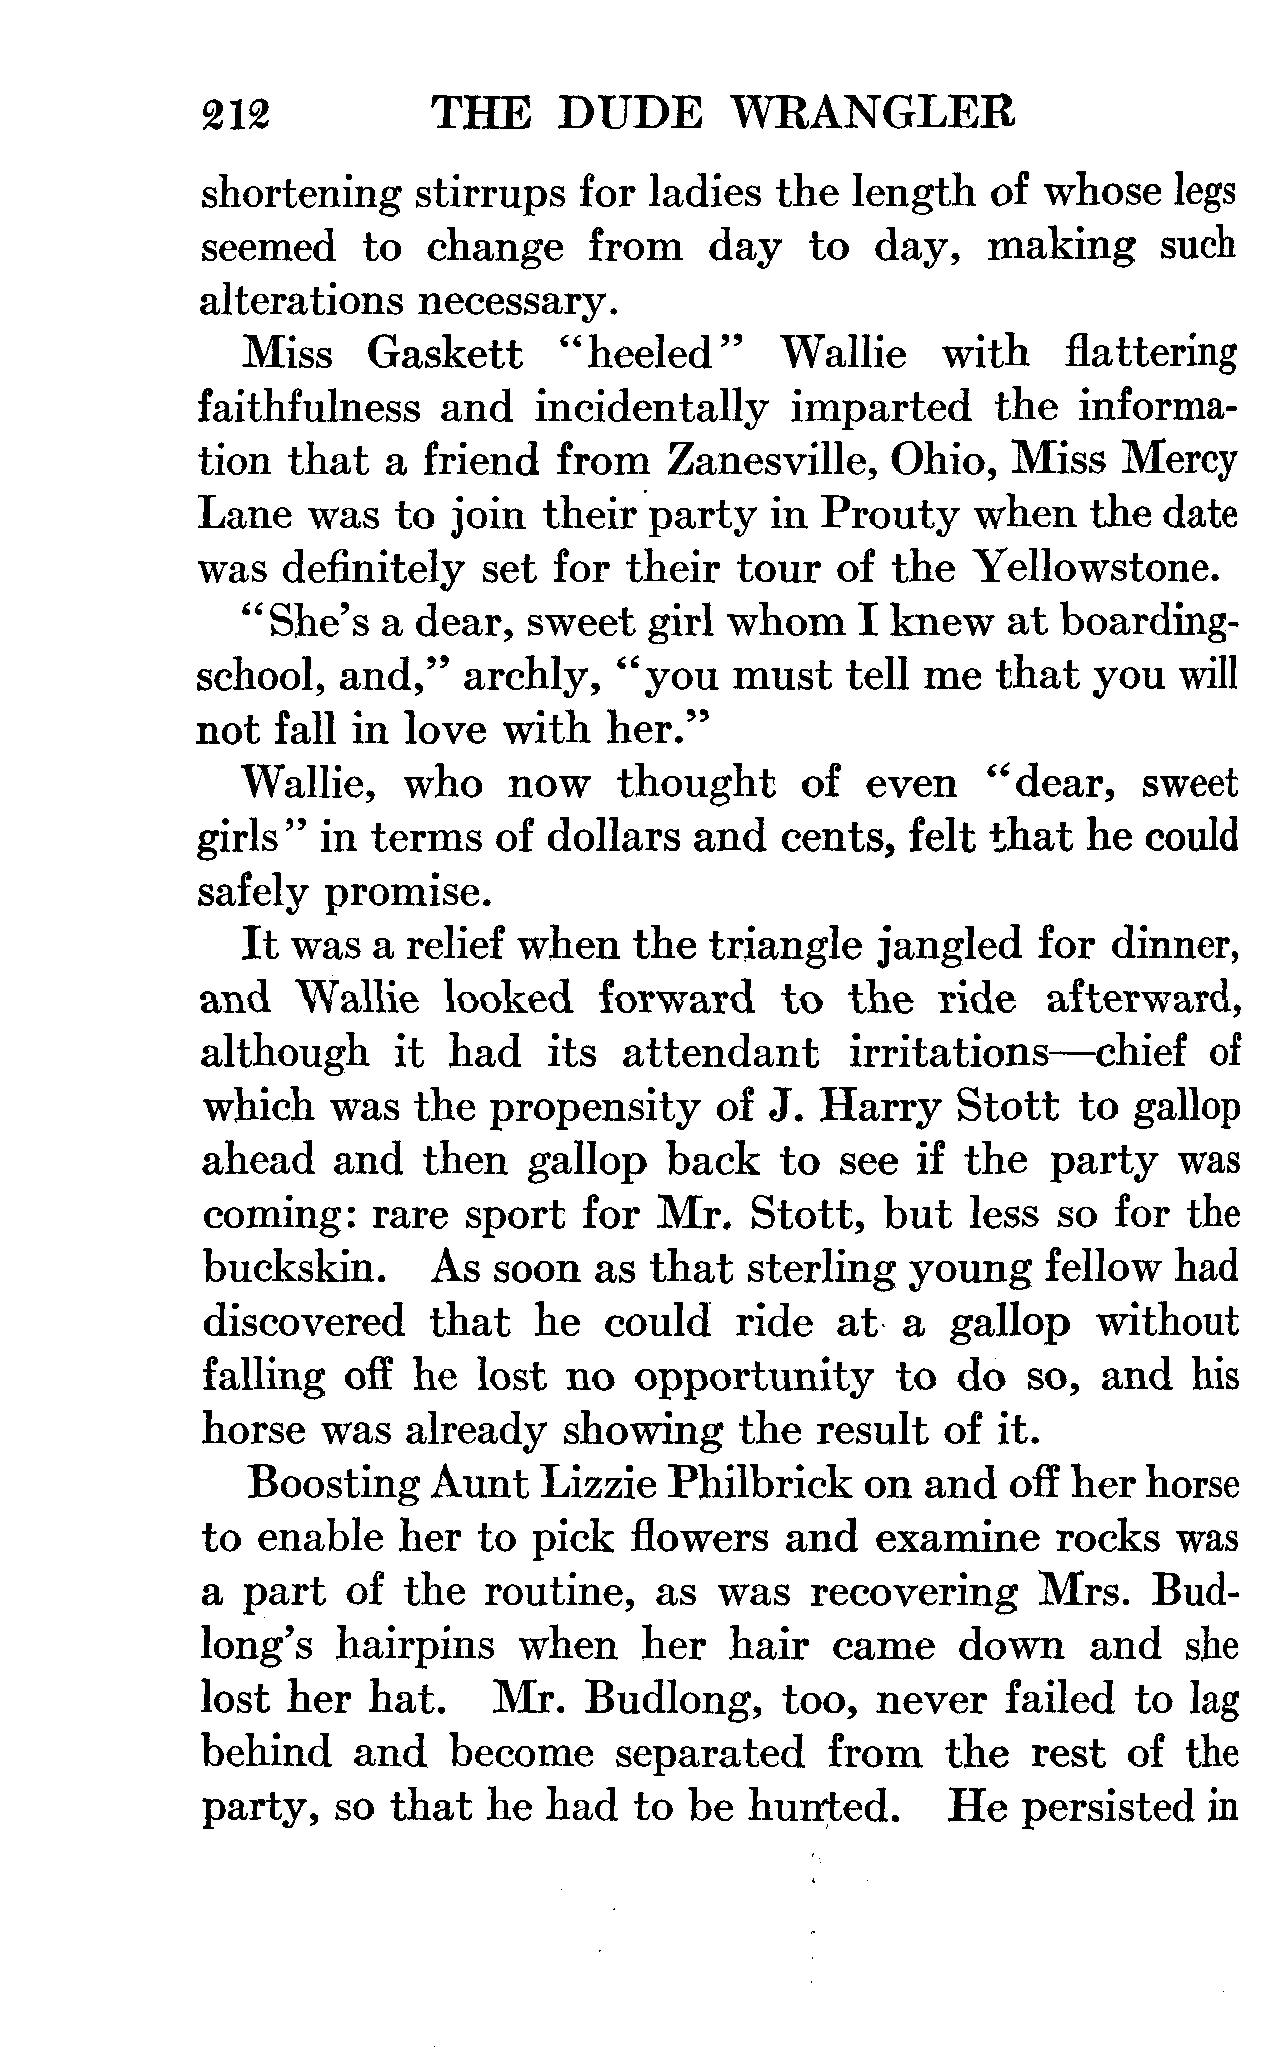 212 THE DUDE WRANGLER
shortening stirrups for ladies the length of whose legs
seemed to change from day to day, making such
alterations necessary.
Miss Gaskett “heeled” Wallie with flattering
faithfulness and incidentally imparted the informa-
tion that a friend from Zanesville, Ohio, Miss Mercy
Lane was to join their party in Prouty when the date
was definitely set for their tour of the Yellowstone.
“She’s a dear, sweet girl whom I knew at boarding-
school, and,” archly, “you must tell me that you will
not fall in love with her.”
Wallie, who now thought of even “dear, sweet
girls” in terms of dollars and cents, felt that he could
safely promise.
It was a relief when the triangle jangled for dinner,
and Wallie looked forward to the ride afterward,
although it had its attendant irritations—chief of
which was the propensity of J. Harry Stott to gallop
ahead and then gallop back to see if the party was
coming: rare sport for Mr. Stott, but less so for the
buckskin. As soon as that sterling young fellow had
discovered that he could ride at a gallop without
falling off he lost no opportunity to do so, and his
horse was already showing the result of it.
Boosting Aunt Lizzie Philbrick on and off her horse
to enable her to pick flowers and examine rocks was
a part of the routine, as was recovering Mrs. Bud-
long’s hairpins when her hair came down and she
lost her hat. Mr. Budlong, too, never failed to lag
behind and become separated from the rest of the
party, so that he had to be hunted. He persisted in